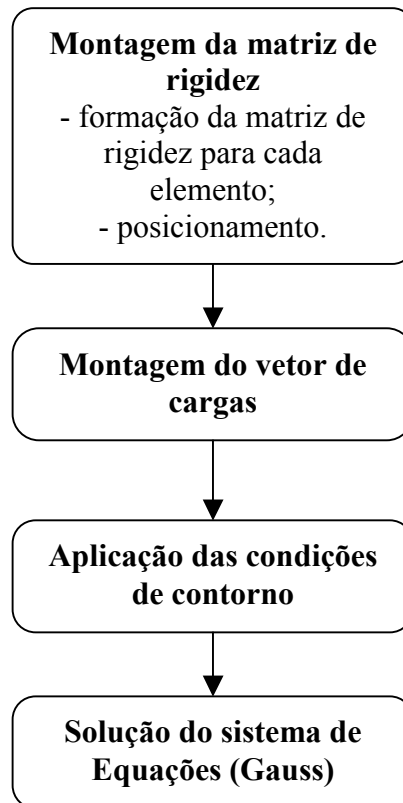 Montagem da matriz de
rigidez
- formação da matriz de
rigidez para cada
elemento;
- posicionamento.
Montagem do vetor de
cargas
Aplicação das condições
de contorno
Solução do sistema de
Equações (Gauss)